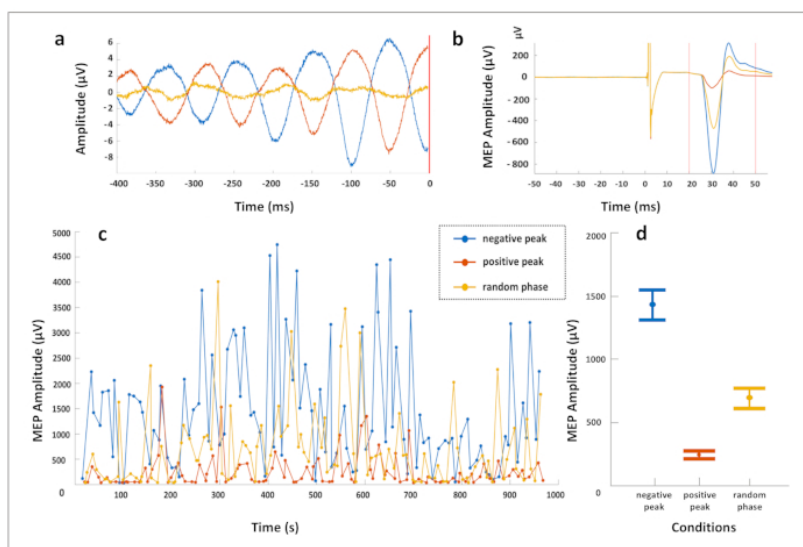 a
Amplitude (µV)
6
4
2
0
-2
-4
-6
-8
-400 -350 -300 -250 -200 -150 -100 -50 0
Time (ms)
b
µV
MEP Amplitude (µV)
200
0
- 200
- 400
- 600
- 800
-50 -40 -30 -20 -10 0 10 20 30 40 50
Time (ms)
c
MEP Amplitude (µV)
5000
4500
4000
3500
3000
2500
2000
1500
1000
500
0
100 200 300 400 500 600 700 800 900 1000
Time (s)
negative peak
positive peak
random phase
d
MEP Amplitude (µV)
2000
1500
1000
500
0
negative positive random
peak peak phase
Conditions